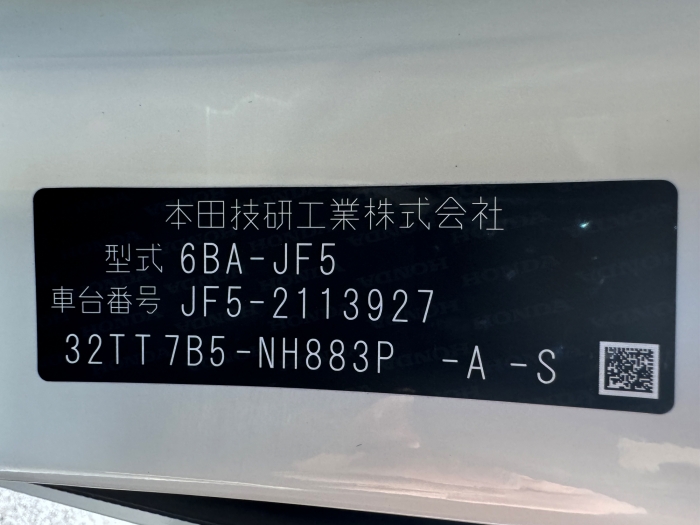 本田技研工業株式会社
型式 6BA-JF5
車台番号 JF5-2113927
32TT7B5-NH883P -A -S